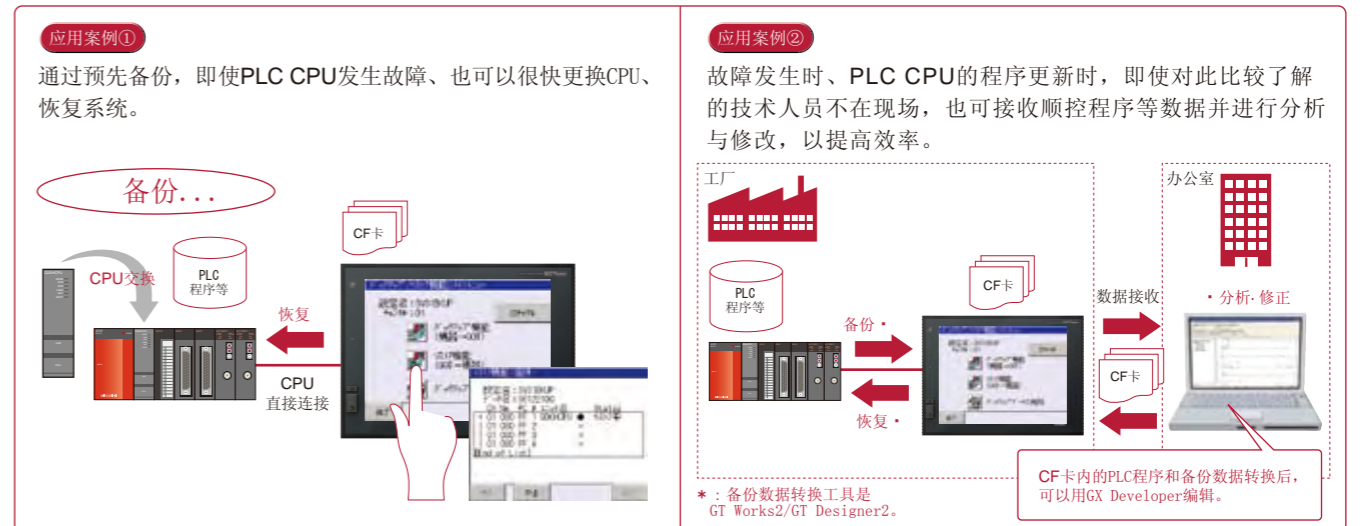 应用案例①
通过预先备份，即使PLC CPU发生故障、也可以很快更换CPU、
恢复系统。
备份...
CF卡
CPU交换
PLC
程序等
恢复
CPU
直接连接
应用案例②
故障发生时、PLC CPU的程序更新时，即使对此比较了解
的技术人员不在现场，也可接收顺控程序等数据并进行分析
与修改，以提高效率。
工厂
办公室
PLC
程序等
CF卡
数据接收
・分析·修正
备份・
恢复・
CF卡
CF卡内的PLC程序和备份数据转换后，
可以用GX Developer编辑。
*：备份数据转换工具是
GT Works2/GT Designer2。